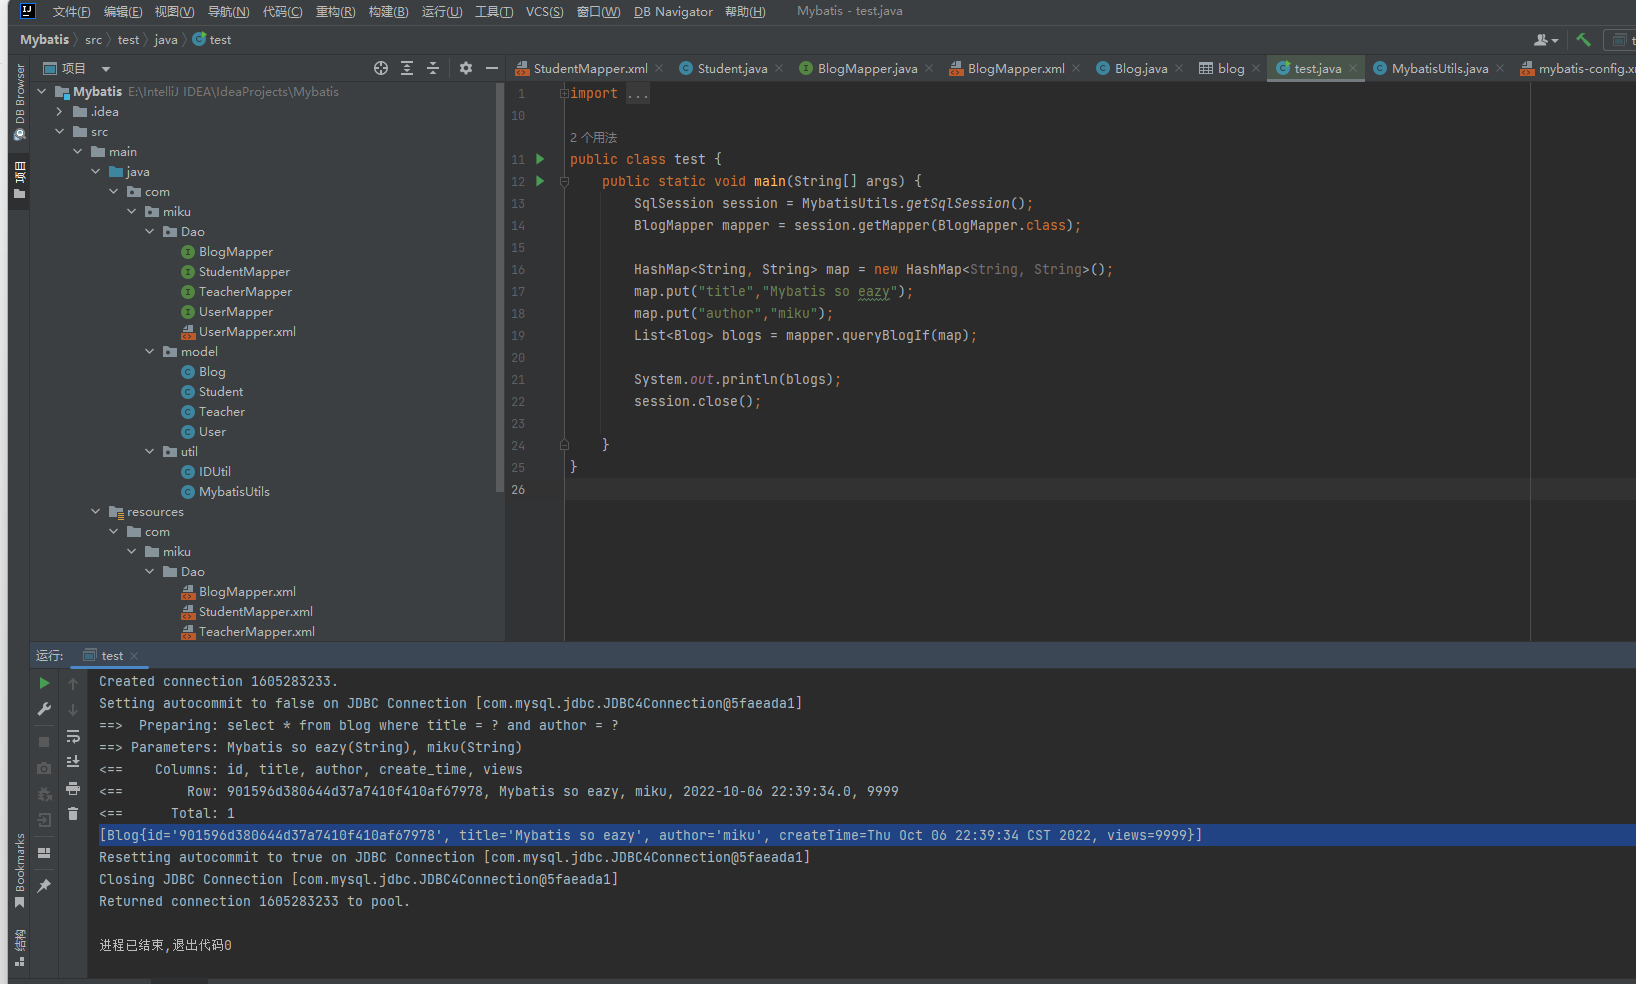 文件(F) 编辑(E) 视图(V) 导航(N) 代码(C) 重构(R) 构建(B) 运行(U) 工具(T) VCS(S) 窗口(W) DB Navigator 帮助(H) Mybatis - test.java
Mybatis src test java test
DB Browser
项目
项目
Mybatis E:\IntelliJ IDEA\IdeaProjects\Mybatis
.idea
src
main
java
com
miku
Dao
BlogMapper
StudentMapper
TeacherMapper
UserMapper
UserMapper.xml
model
Blog
Student
Teacher
User
util
IDUtil
MybatisUtils
resources
com
miku
Dao
BlogMapper.xml
StudentMapper.xml
TeacherMapper.xml
StudentMapper.xml Student.java BlogMapper.java BlogMapper.xml Blog.java blog test.java MybatisUtils.java mybatis-config.x
1 import ...
10
2 个用法
11 public class test {
12 public static void main(String[] args) {
13 SqlSession session = MybatisUtils.getSqlSession();
14 BlogMapper mapper = session.getMapper(BlogMapper.class);
15
16 HashMap<String, String> map = new HashMap<String, String>();
17 map.put("title","Mybatis so eazy");
18 map.put("author","miku");
19 List<Blog> blogs = mapper.queryBlogIf(map);
20
21 System.out.println(blogs);
22 session.close();
23
24 }
25 }
26
运行: test
Created connection 1605283233.
Setting autocommit to false on JDBC Connection [com.mysql.jdbc.JDBC4Connection@5faeada1]
==>  Preparing: select * from blog where title = ? and author = ?
==> Parameters: Mybatis so eazy(String), miku(String)
<==    Columns: id, title, author, create_time, views
<==        Row: 901596d380644d37a7410f410af67978, Mybatis so eazy, miku, 2022-10-06 22:39:34.0, 9999
<==      Total: 1
[Blog{id='901596d380644d37a7410f410af67978', title='Mybatis so eazy', author='miku', createTime=Thu Oct 06 22:39:34 CST 2022, views=9999}]
Resetting autocommit to true on JDBC Connection [com.mysql.jdbc.JDBC4Connection@5faeada1]
Closing JDBC Connection [com.mysql.jdbc.JDBC4Connection@5faeada1]
Returned connection 1605283233 to pool.
进程已结束,退出代码0
Bookmarks
结构